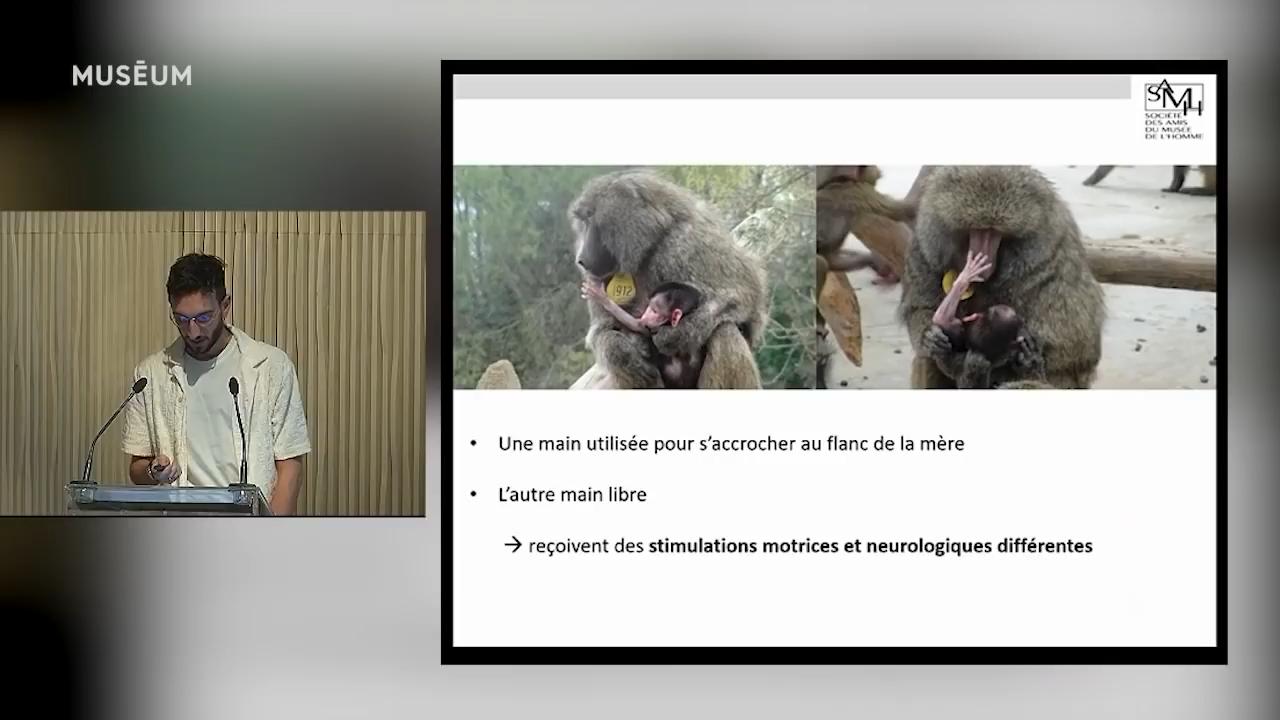 MUSĒUM
SAMH
SOCIÉTÉ
DES AMIS
DU MUSÉE
DE L'HOMME
912
• Une main utilisée pour s'accrocher au flanc de la mère
• L'autre main libre
→ reçoivent des stimulations motrices et neurologiques différentes